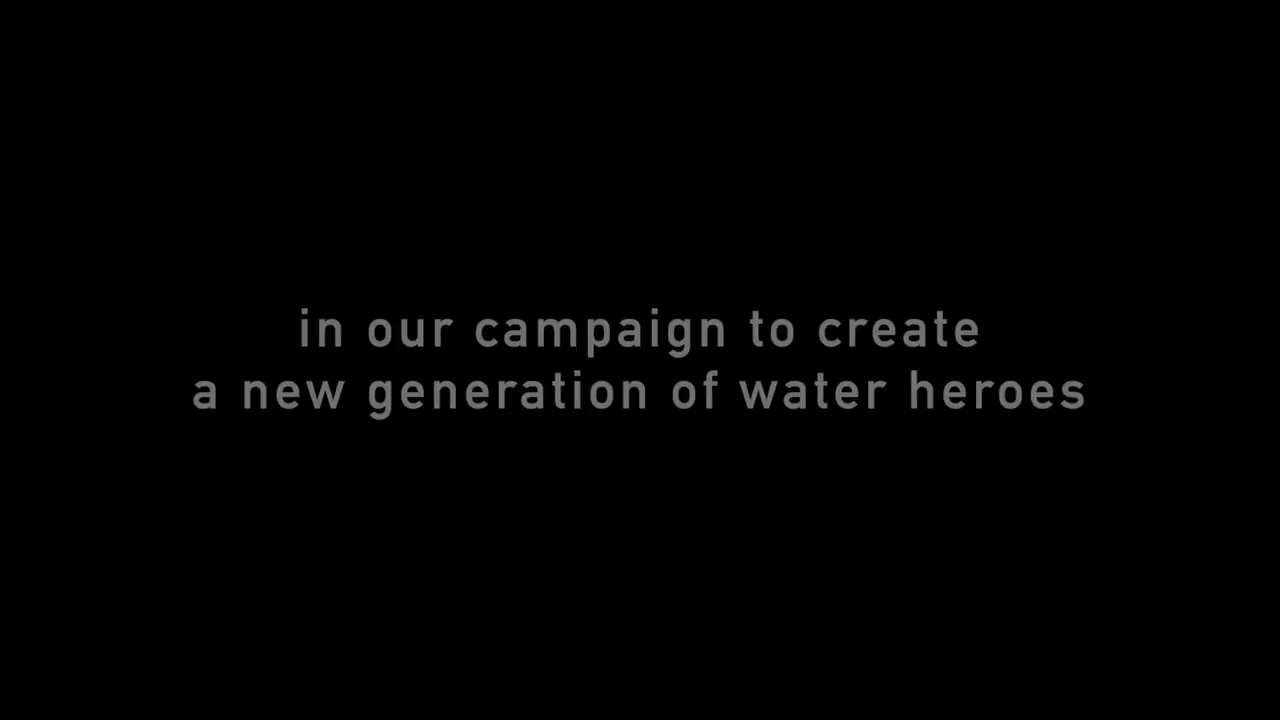 in our campaign to create
a new generation of water heroes